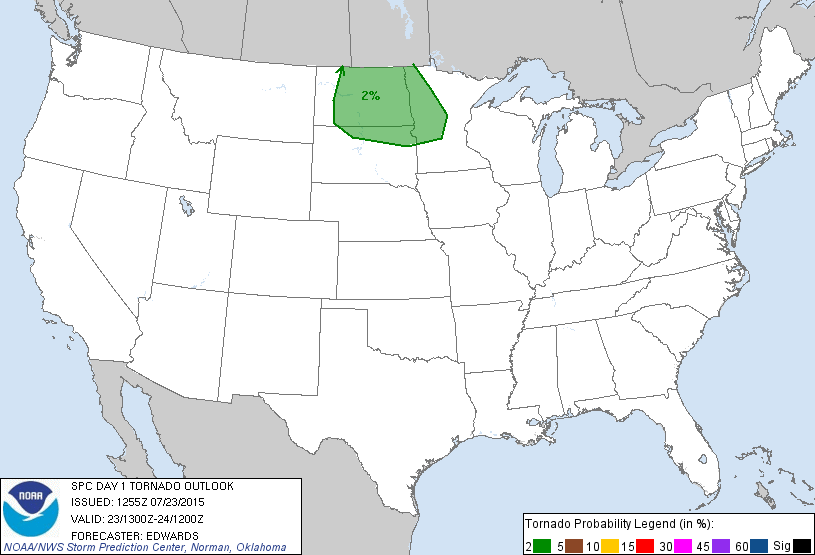 2%
NOAA
SPC DAY 1 TORNADO OUTLOOK
ISSUED: 1255Z 07/23/2015
VALID: 23/1300Z-24/1200Z
FORECASTER: EDWARDS
NOAA/NWS Storm Prediction Center, Norman, Oklahoma
Tornado Probability Legend (in %):
2 5 10 15 30 45 60 Sig